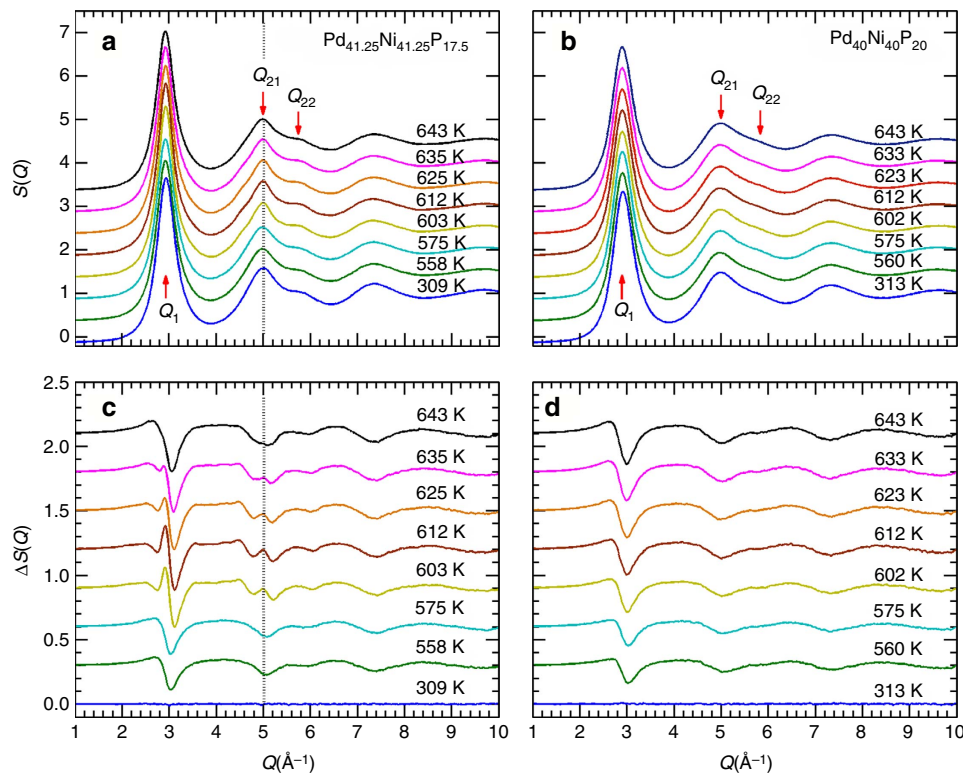 a
Pd41.25Ni41.25P17.5
Q21
Q22
643 K
635 K
625 K
612 K
603 K
575 K
558 K
309 K
Q1
S(Q)
7
6
5
4
3
2
1
0
b
Pd40Ni40P20
Q21
Q22
643 K
633 K
623 K
612 K
602 K
575 K
560 K
313 K
Q1
c
643 K
635 K
625 K
612 K
603 K
575 K
558 K
309 K
ΔS(Q)
2.5
2.0
1.5
1.0
0.5
0.0
1 2 3 4 5 6 7 8 9 10
Q(Å⁻¹)
d
643 K
633 K
623 K
612 K
602 K
575 K
560 K
313 K
1 2 3 4 5 6 7 8 9 10
Q(Å⁻¹)